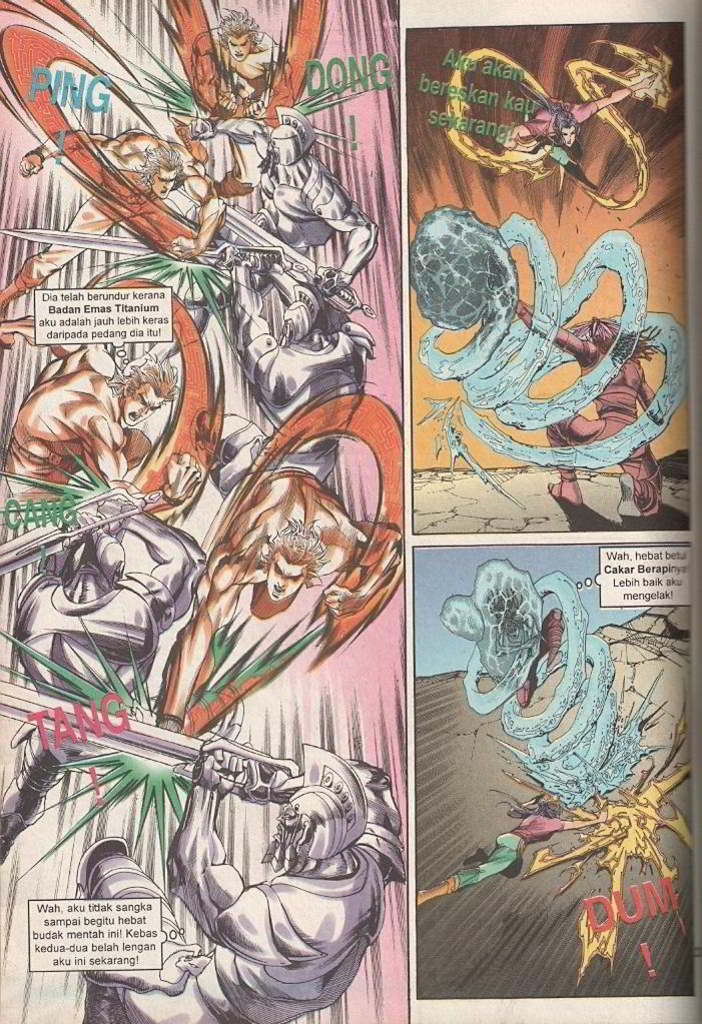 PING
!
DONG
!
Dia telah berundur kerana
Badan Emas Titanium
aku adalah jauh lebih keras
daripada pedang dia itu!
CANG
!
TANG
!
Wah, aku tidak sangka
sampai begitu hebat
budak mentah ini! Kebas
kedua-dua belah lengan
aku ini sekarang!
Aku akan
bereskan kau
sekarang!
Wah, hebat betul
Cakar Berapinya!
Lebih baik aku
mengelak!
DUM
!